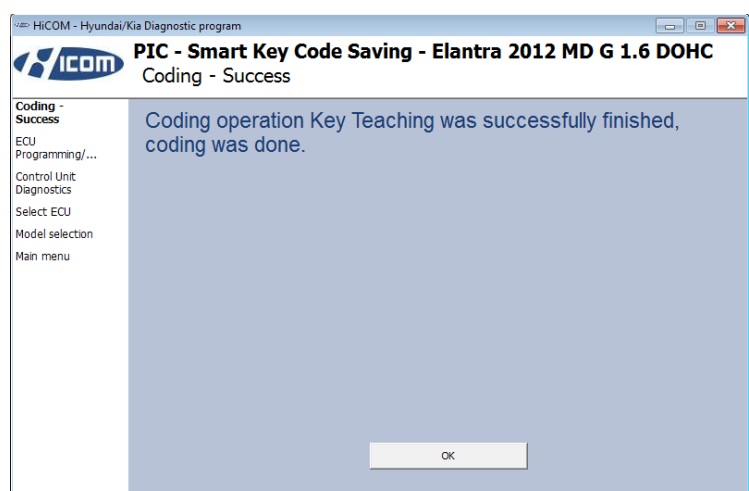 HiCOM - Hyundai/Kia Diagnostic program
HICOM
PIC - Smart Key Code Saving - Elantra 2012 MD G 1.6 DOHC
Coding - Success
Coding -
Success
ECU
Programming/...
Control Unit
Diagnostics
Select ECU
Model selection
Main menu
Coding operation Key Teaching was successfully finished,
coding was done.
OK